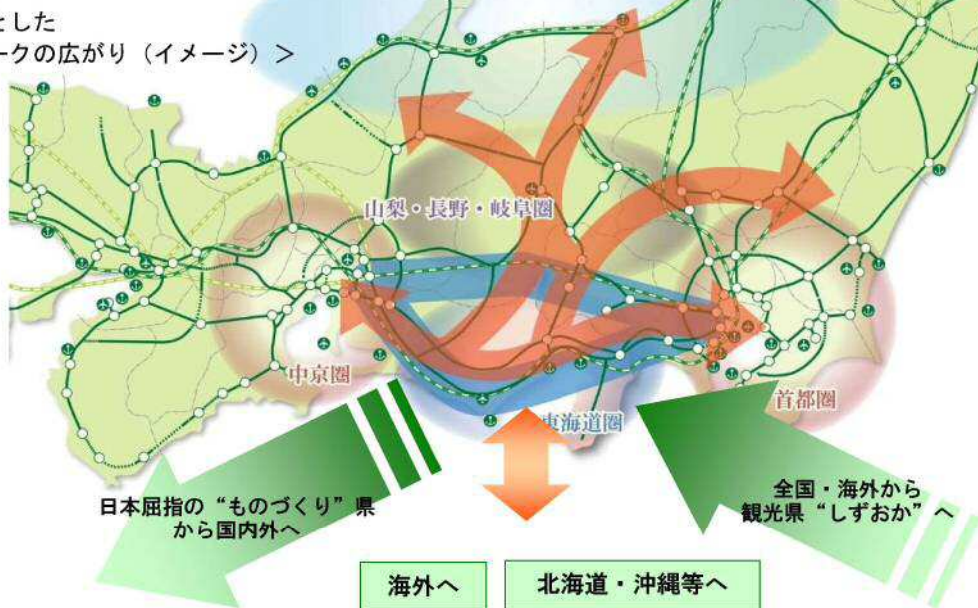 とした
ークの広がり（イメージ）＞
山梨・長野・岐阜圏
中京圏
東海道圏
首都圏
日本屈指の“ものづくり”県
から国内外へ
全国・海外から
観光県“しずおか”へ
海外へ
北海道・沖縄等へ